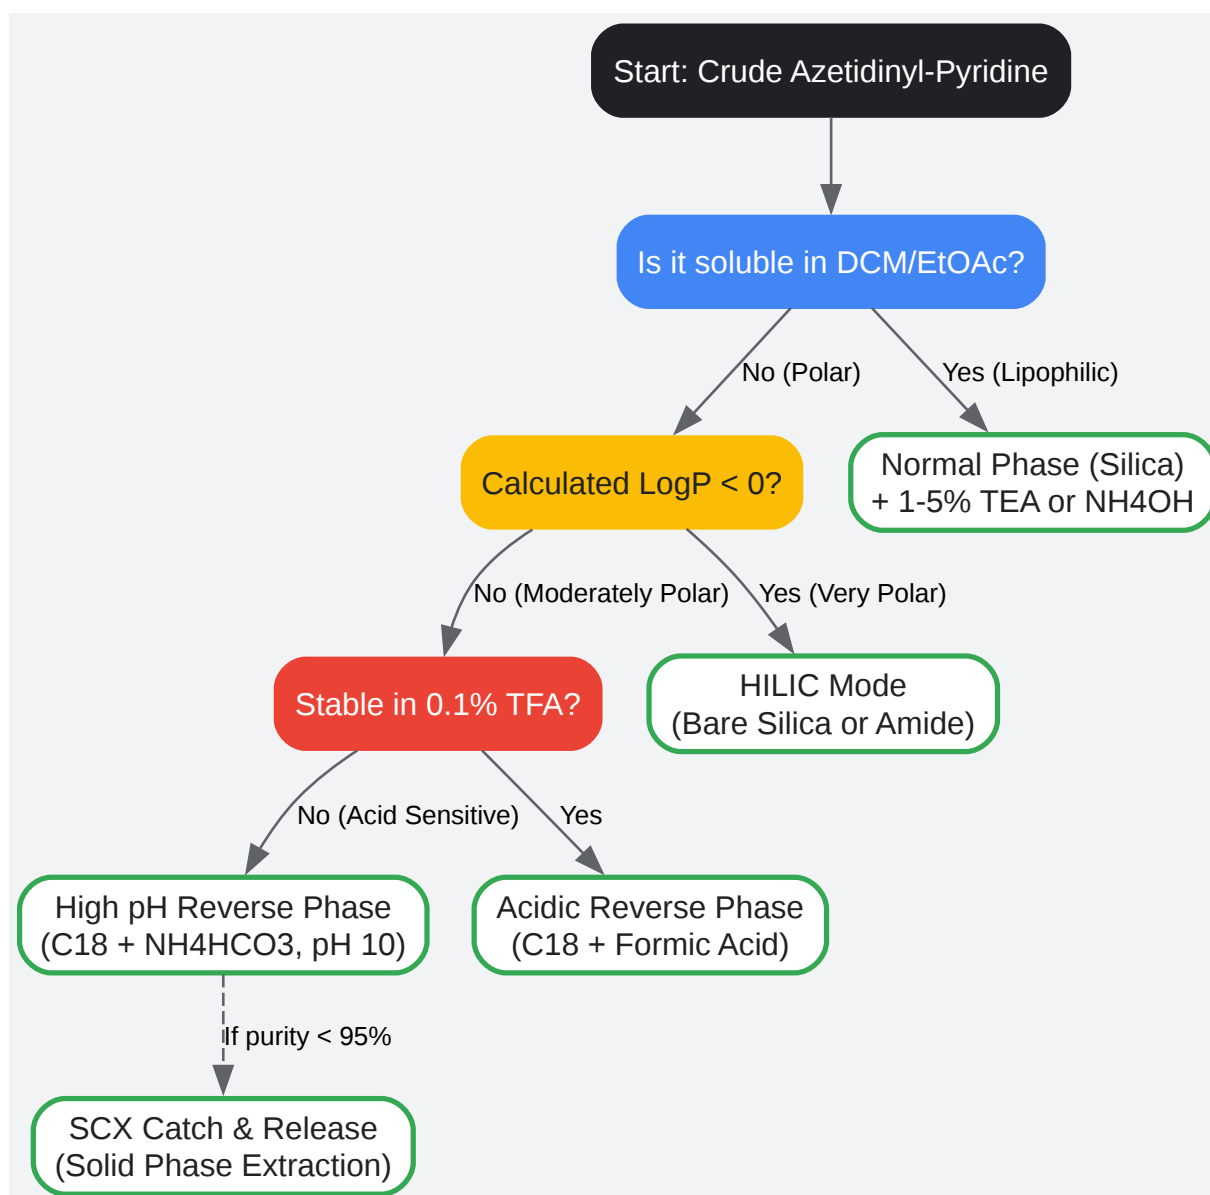 Start: Crude Azetidinyl-Pyridine
Is it soluble in DCM/EtOAc?
No (Polar)
Yes (Lipophilic)
Calculated LogP < 0?
Normal Phase (Silica)
+ 1-5% TEA or NH4OH
No (Moderately Polar)
Yes (Very Polar)
Stable in 0.1% TFA?
HILIC Mode
(Bare Silica or Amide)
No (Acid Sensitive)
Yes
High pH Reverse Phase
(C18 + NH4HCO3, pH 10)
Acidic Reverse Phase
(C18 + Formic Acid)
If purity < 95%
SCX Catch & Release
(Solid Phase Extraction)